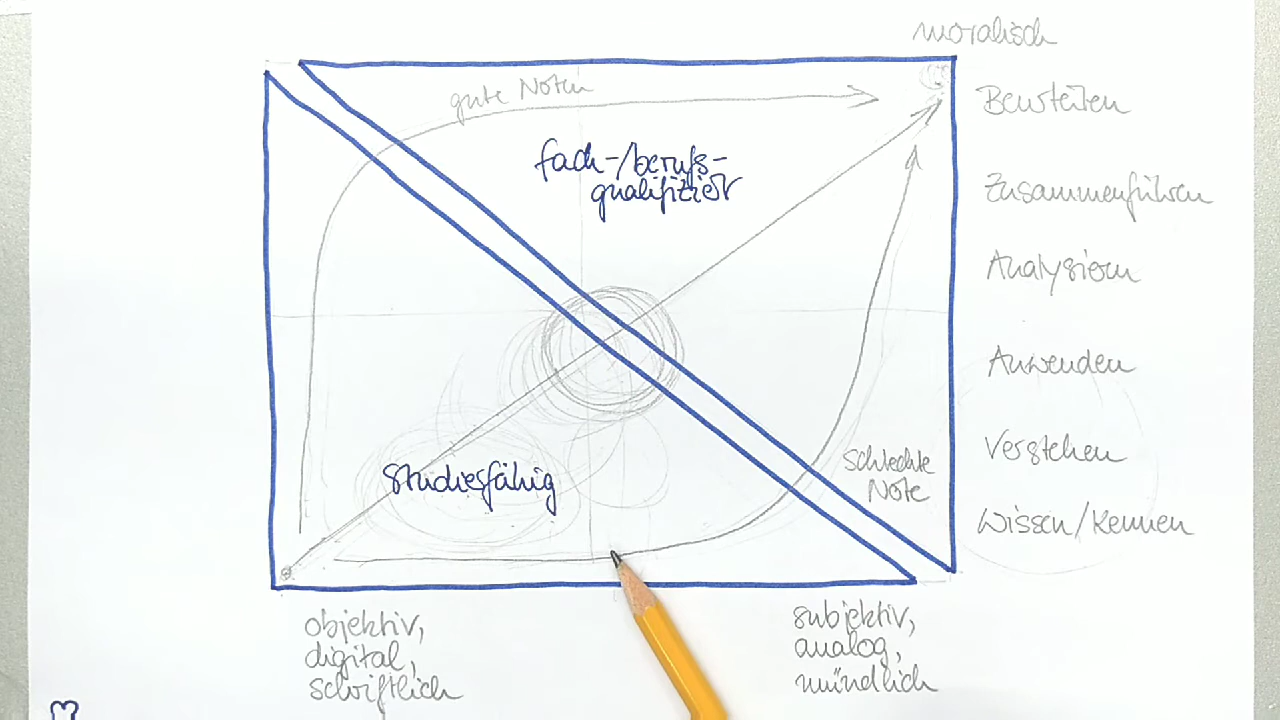 moralisch
gute Noten
Beurteilen
fach-/berufs-
qualifiziert
Zusammenführen
Analysieren
Anwenden
Verstehen
schlechte
Note
studierfähig
Wissen/Kennen
objektiv,
digital,
schriftlich
subjektiv,
analog,
mündlich